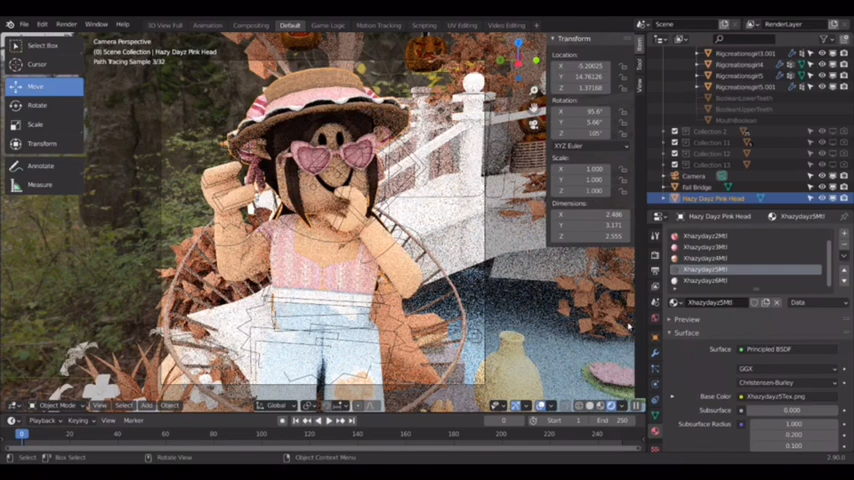 File Edit Render Window Help 3D View Full Animation Compositing Default Game Logic Motion Tracking Scripting UV Editing Video Editing + Scene RenderLayer
Select Box
Cursor
Move
Rotate
Scale
Transform
Annotate
Measure
Camera Perspective
(0) Scene Collection | Hazy Dayz Pink Head
Path Tracing Sample 3/32
Transform
Location:
X -5.20025
Y 14.76126
Z 1.37168
Rotation:
X 95.6°
Y 5.66°
Z 105°
XYZ Euler
Scale:
X 1.000
Y 1.000
Z 1.000
Dimensions:
X 2.486
Y 3.171
Z 2.555
Item
Tool
View
Rigcreationsgirl3.001
Rigcreationsgirl4
Rigcreationsgirl5
Rigcreationsgirl5.001
BooleanLowerTeeth
BooleanUpperTeeth
MouthBoolean
Collection 2
Collection 11
Collection 12
Collection 13
Camera
Fall Bridge
Hazy Dayz Pink Head
Hazy Dayz Pink Head Xhazydayz5Mtl
Xhazydayz2Mtl
Xhazydayz3Mtl
Xhazydayz4Mtl
Xhazydayz5Mtl
Xhazydayz6Mtl
Xhazydayz5Mtl Data
Preview
Surface
Surface Principled BSDF
GGX
Christensen-Burley
Base Color Xhazydayz5Tex.png
Subsurface 0.000
Subsurface Radius 1.000
0.200
0.100
Object Mode View Select Add Object Global
Playback Keying View Marker 0 Start 1 End 250
0 20 40 60 80 100 120 140 160 180 200 220 240
Select Box Select Rotate View Object Context Menu 2.90.0